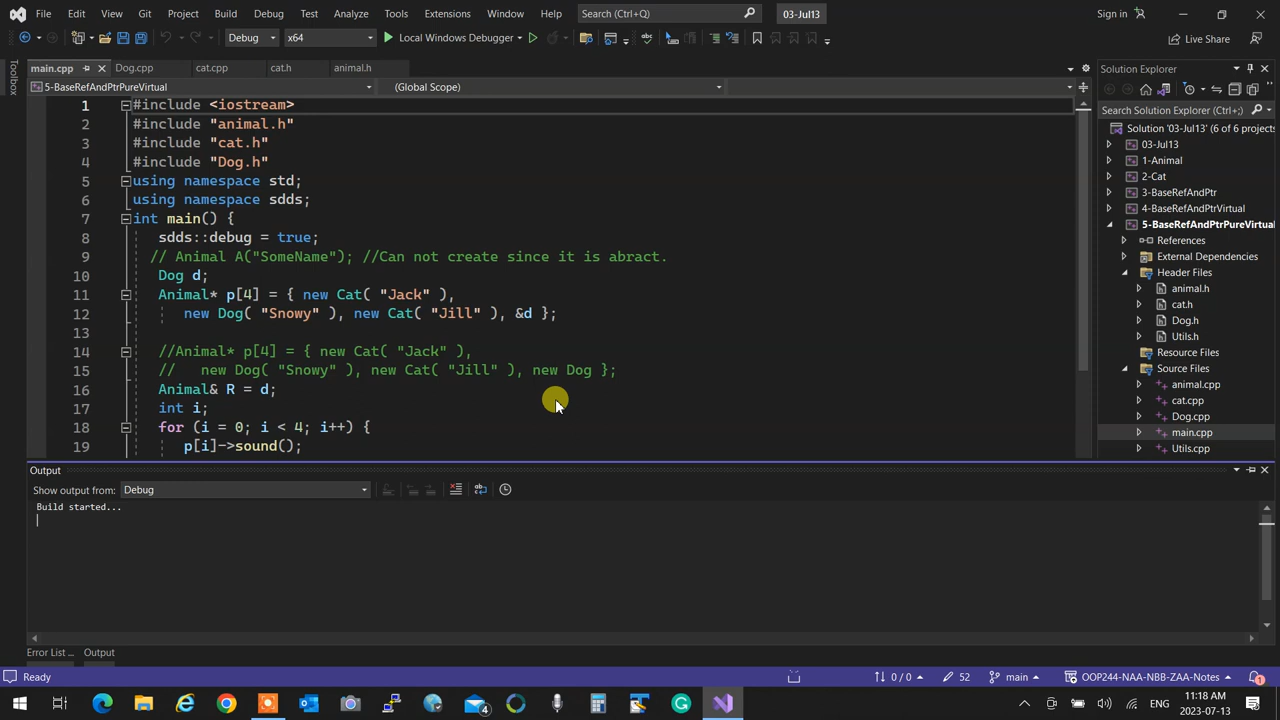 File Edit View Git Project Build Debug Test Analyze Tools Extensions Window Help Search (Ctrl+Q) 03-Jul13 Sign in
Debug x64 Local Windows Debugger Live Share
Toolbox
main.cpp Dog.cpp cat.cpp cat.h animal.h
5-BaseRefAndPtrPureVirtual (Global Scope)
1 #include <iostream>
2 #include "animal.h"
3 #include "cat.h"
4 #include "Dog.h"
5 using namespace std;
6 using namespace sdds;
7 int main() {
8 sdds::debug = true;
9 // Animal A("SomeName"); //Can not create since it is abract.
10 Dog d;
11 Animal* p[4] = { new Cat( "Jack" ),
12 new Dog( "Snowy" ), new Cat( "Jill" ), &d };
13
14 //Animal* p[4] = { new Cat( "Jack" ),
15 // new Dog( "Snowy" ), new Cat( "Jill" ), new Dog };
16 Animal& R = d;
17 int i;
18 for (i = 0; i < 4; i++) {
19 p[i]->sound();
Solution Explorer
Search Solution Explorer (Ctrl+;)
Solution '03-Jul13' (6 of 6 projects
03-Jul13
1-Animal
2-Cat
3-BaseRefAndPtr
4-BaseRefAndPtrVirtual
5-BaseRefAndPtrPureVirtual
References
External Dependencies
Header Files
animal.h
cat.h
Dog.h
Utils.h
Resource Files
Source Files
animal.cpp
cat.cpp
Dog.cpp
main.cpp
Utils.cpp
Output
Show output from: Debug
Build started...
Error List ... Output
Ready 0 / 0 52 main OOP244-NAA-NBB-ZAA-Notes 1
4 ENG 11:18 AM
2023-07-13